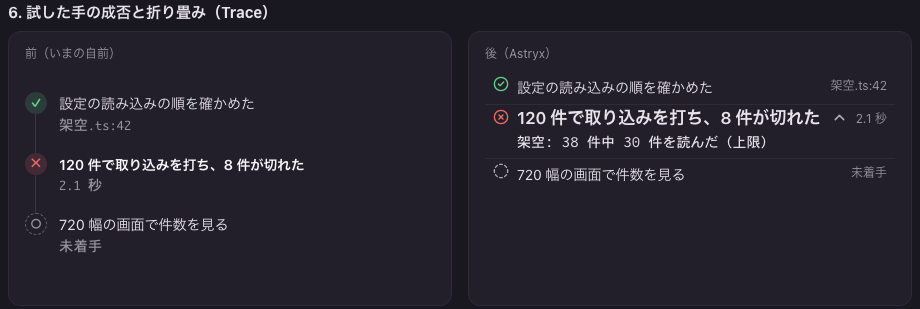 6. 試した手の成否と折り畳み（Trace）
前（いまの自前）
設定の読み込みの順を確かめた
架空.ts:42
120 件で取り込みを打ち、8 件が切れた
2.1 秒
720 幅の画面で件数を見る
未着手
後（Astryx）
設定の読み込みの順を確かめた 架空.ts:42
120 件で取り込みを打ち、8 件が切れた 2.1 秒
架空: 38 件中 30 件を読んだ（上限）
720 幅の画面で件数を見る 未着手